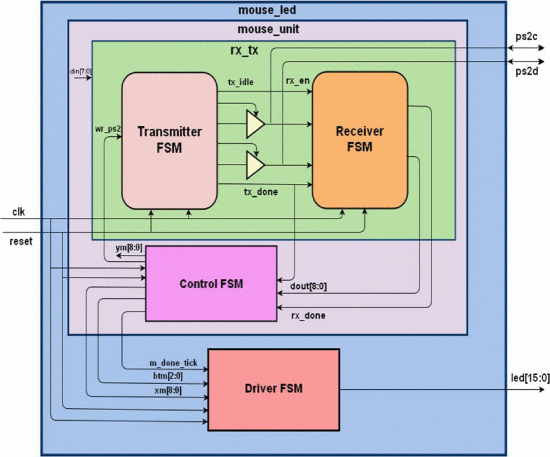 mouse_led
mouse_unit
rx_tx
ps2c
ps2d
din[7:0]
tx_idle
rx_en
wr_ps2
Transmitter
FSM
Receiver
FSM
tx_done
clk
reset
ym[8:0]
Control FSM
dout[8:0]
rx_done
m_done_tick
btm[2:0]
xm[8:0]
Driver FSM
led[15:0]